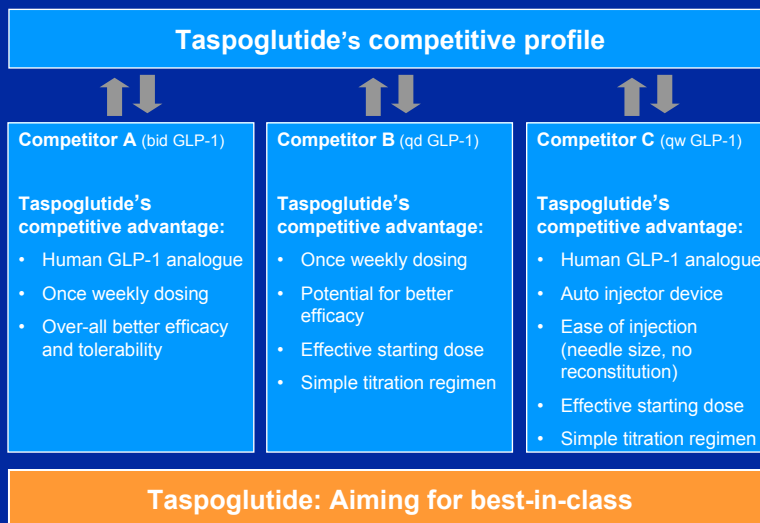 Taspoglutide's competitive profile
Competitor A (bid GLP-1)
Taspoglutide's
competitive advantage:
• Human GLP-1 analogue
• Once weekly dosing
• Over-all better efficacy
and tolerability
Competitor B (qd GLP-1)
Taspoglutide's
competitive advantage:
• Once weekly dosing
• Potential for better
efficacy
• Effective starting dose
• Simple titration regimen
Competitor C (qw GLP-1)
Taspoglutide's
competitive advantage:
• Human GLP-1 analogue
• Auto injector device
• Ease of injection
(needle size, no
reconstitution)
• Effective starting dose
• Simple titration regimen
Taspoglutide: Aiming for best-in-class